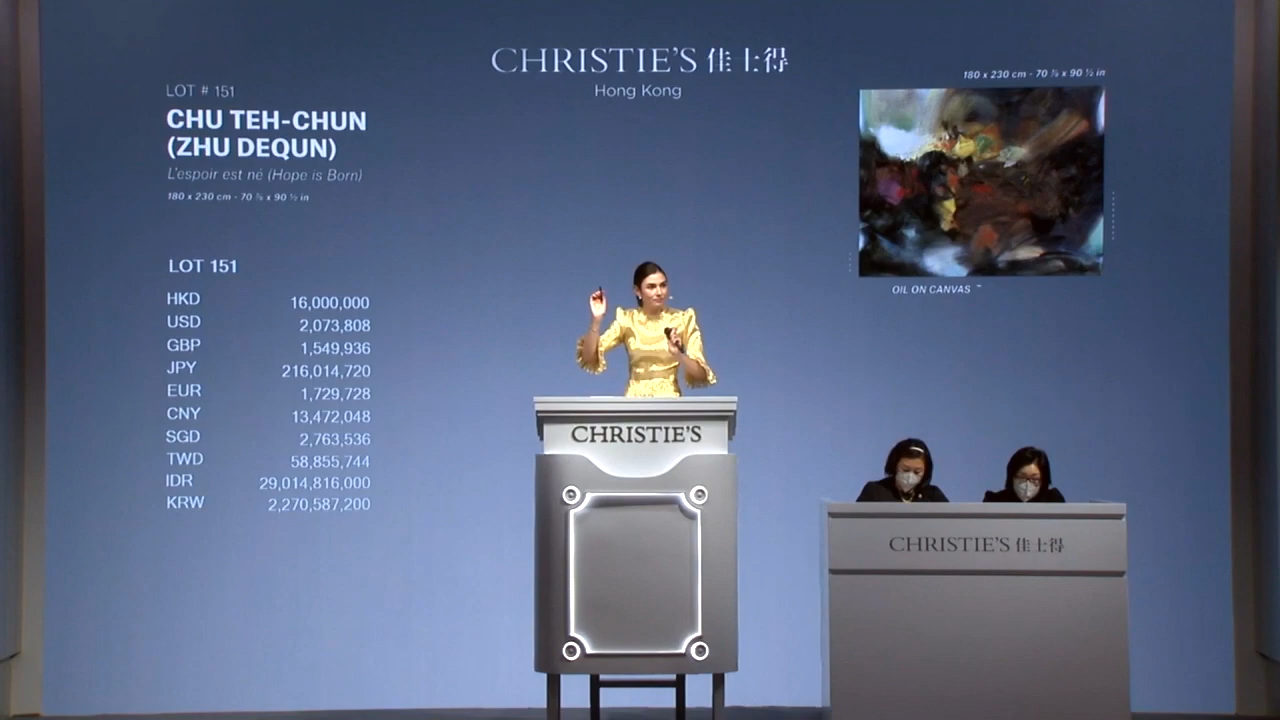 CHRISTIE'S 佳士得
Hong Kong
LOT # 151
CHU TEH-CHUN
(ZHU DEQUN)
L'espoir est né (Hope is Born)
180 x 230 cm - 70 ⅞ x 90 ½ in
LOT 151
HKD 16,000,000
USD 2,073,808
GBP 1,549,936
JPY 216,014,720
EUR 1,729,728
CNY 13,472,048
SGD 2,763,536
TWD 58,855,744
IDR 29,014,816,000
KRW 2,270,587,200
180 x 230 cm - 70 ⅞ x 90 ½ in
OIL ON CANVAS
CHRISTIE'S
CHRISTIE'S 佳士得